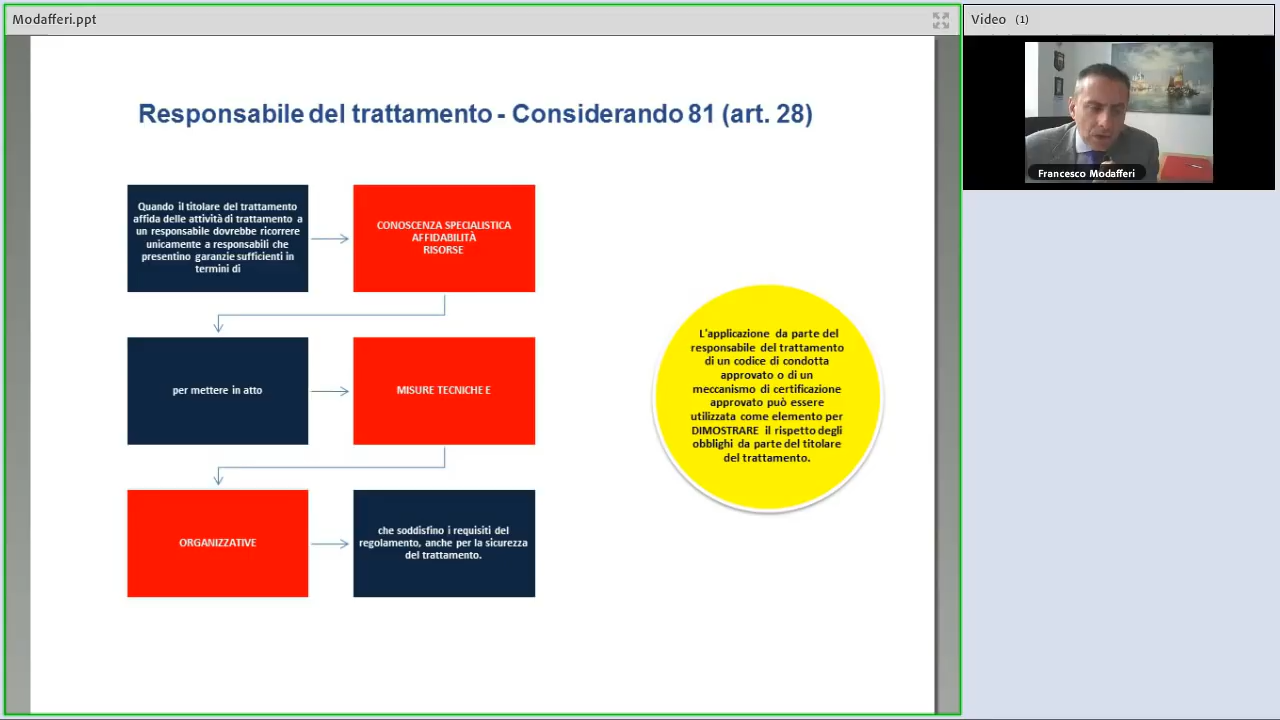 Modafferi.ppt
Video (1)
Francesco Modafferi
Responsabile del trattamento - Considerando 81 (art. 28)
Quando il titolare del trattamento
affida delle attività di trattamento a
un responsabile dovrebbe ricorrere
unicamente a responsabili che
presentino garanzie sufficienti in
termini di
CONOSCENZA SPECIALISTICA
AFFIDABILITÀ
RISORSE
per mettere in atto
MISURE TECNICHE E
ORGANIZZATIVE
che soddisfino i requisiti del
regolamento, anche per la sicurezza
del trattamento.
L'applicazione da parte del
responsabile del trattamento
di un codice di condotta
approvato o di un
meccanismo di certificazione
approvato può essere
utilizzata come elemento per
DIMOSTRARE il rispetto degli
obblighi da parte del titolare
del trattamento.